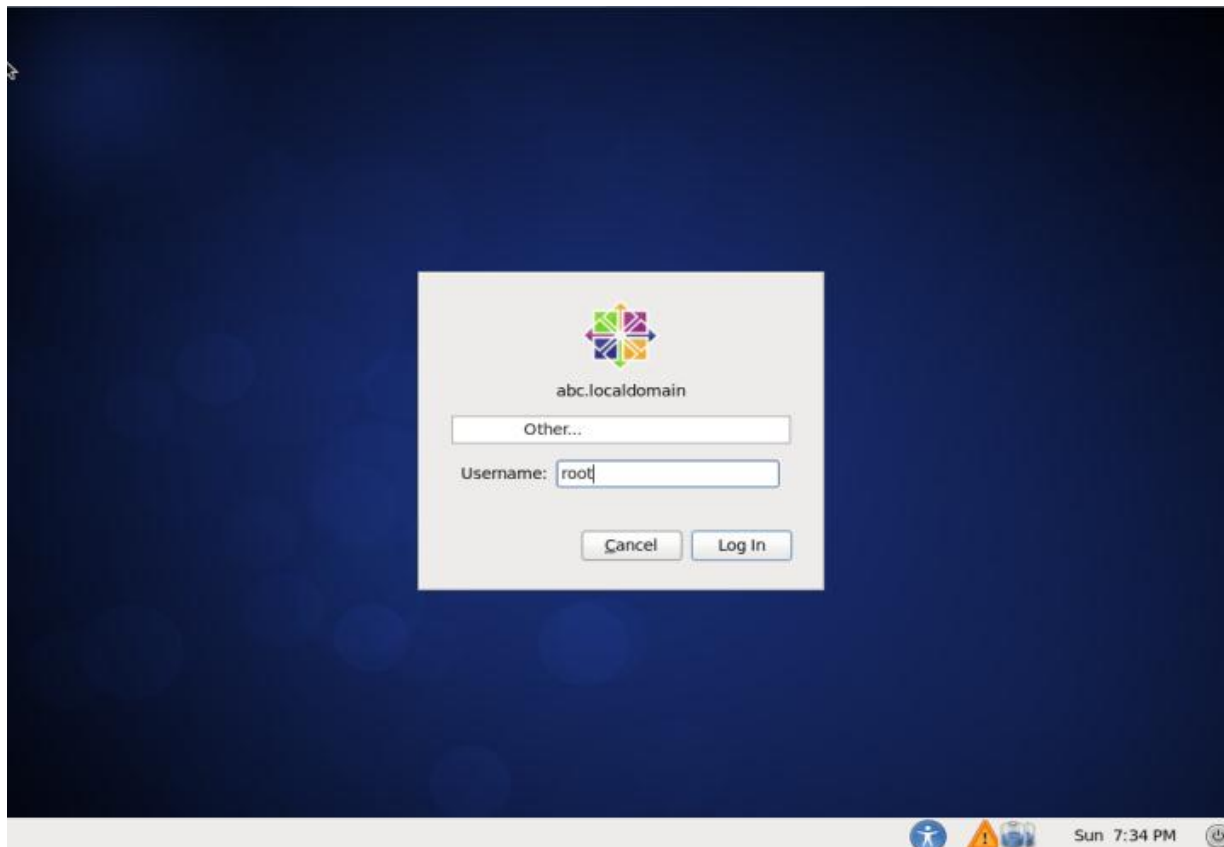 abc.localdomain
Other...
Username: root
Cancel Log In
Sun 7:34 PM